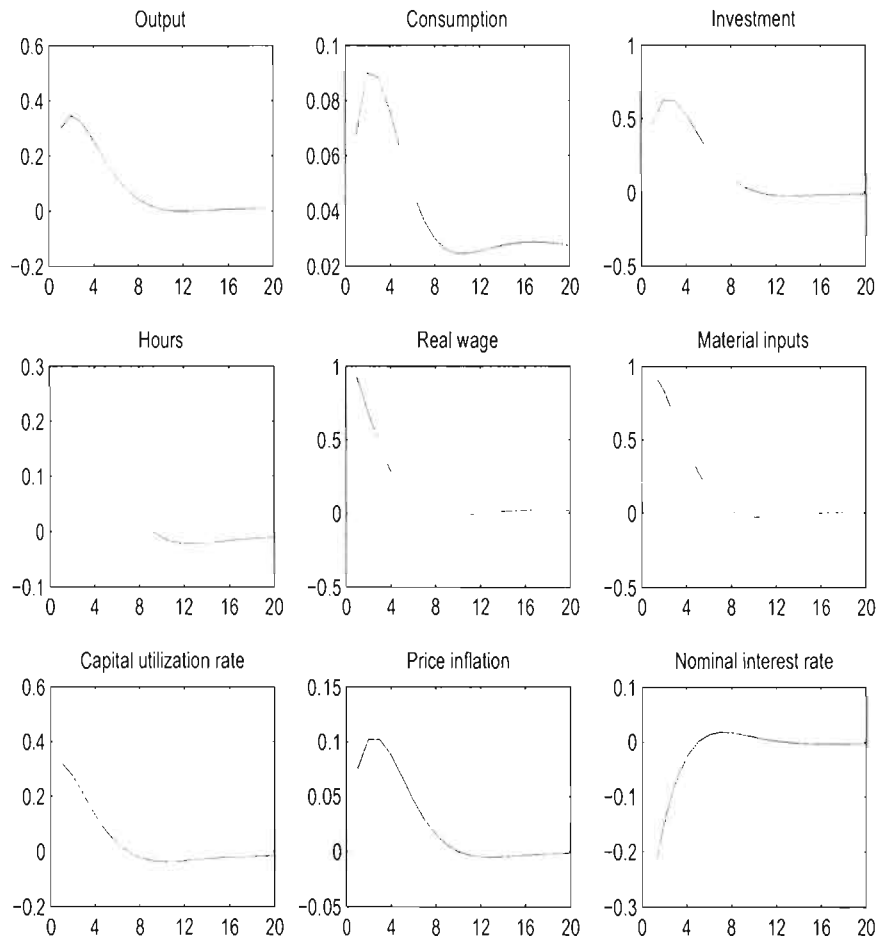 Output Consumption Investment
0.6 0.1 1
0.4 0.08 0.5
0.2 0.06 0
0 0.04 −0.5
−0.2 0.02
0 4 8 12 16 20 0 4 8 12 16 20 0 4 8 12 16 20
Hours Real wage Material inputs
0.3 1 1
0.2 0.5 0.5
0.1 0 0
0 −0.5 −0.5
−0.1
0 4 8 12 16 20 0 4 8 12 16 20 0 4 8 12 16 20
Capital utilization rate Price inflation Nominal interest rate
0.6 0.15 0.1
0.4 0.1 0
0.2 0.05 −0.1
0 0 −0.2
−0.2 −0.05 −0.3
0 4 8 12 16 20 0 4 8 12 16 20 0 4 8 12 16 20